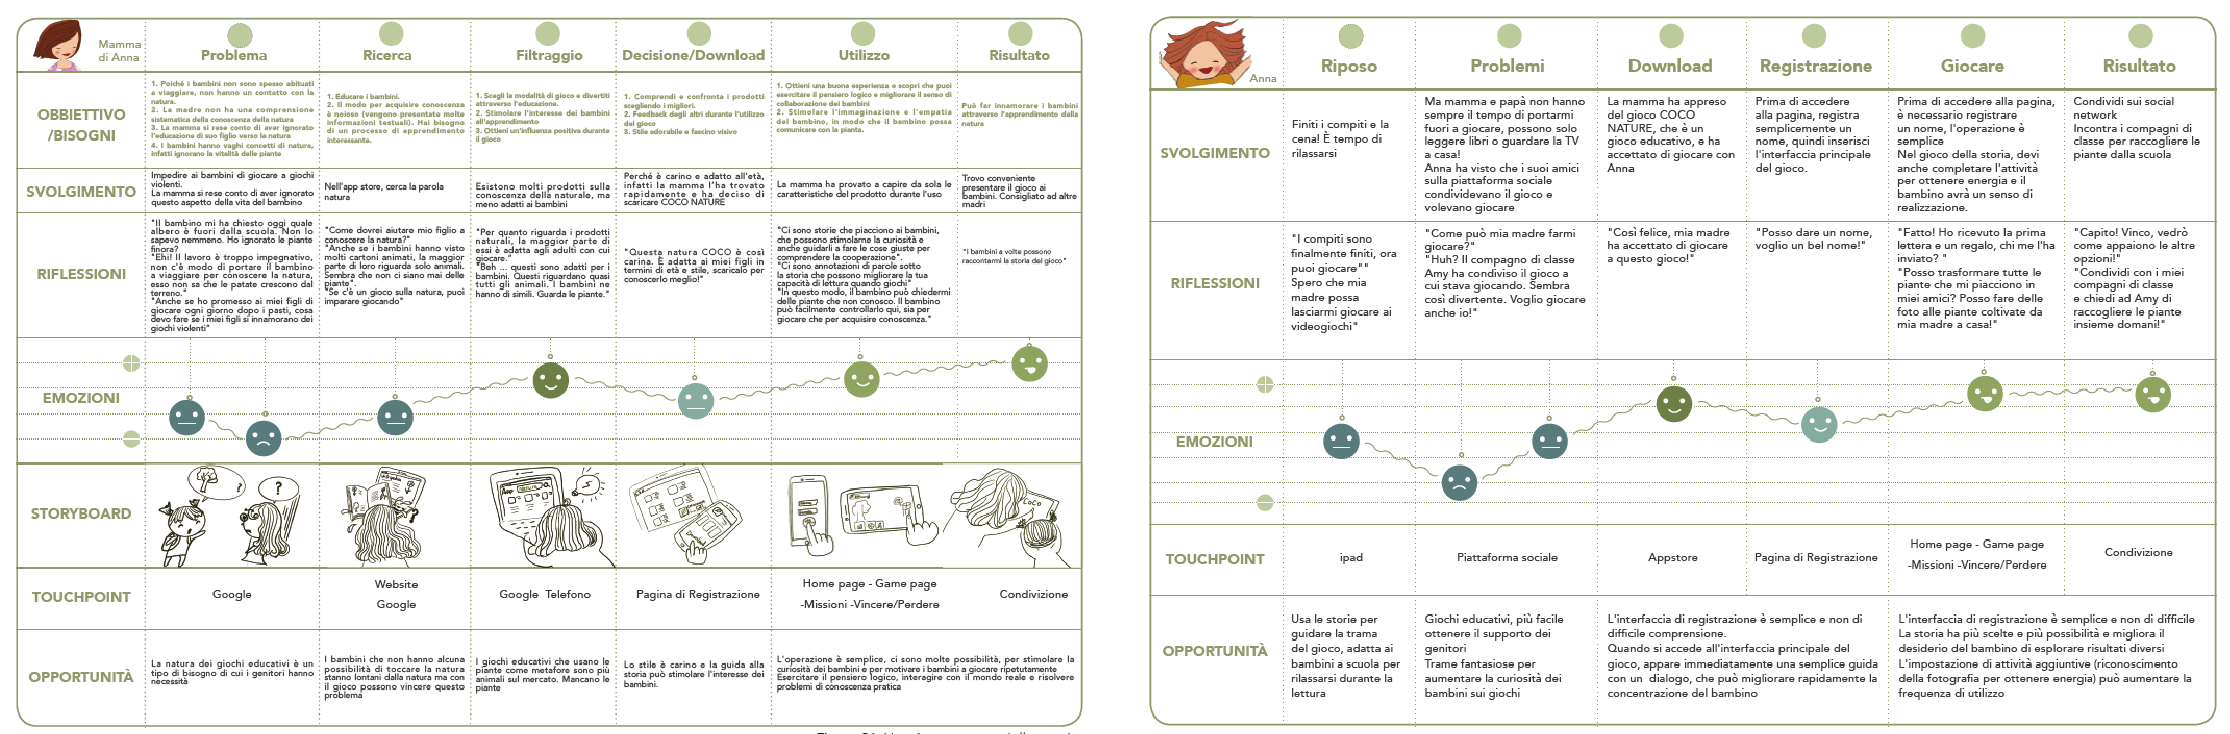 Mamma
di Anna
Problema
Ricerca
Filtraggio
Decisione/Download
Utilizzo
Risultato
OBBIETTIVO
/BISOGNI
1. Poiché il bambini non sono spesso abituati
a viaggiare, non hanno un contatto con la
natura.
2. La madre non ha una comprensione
sistematica della conoscenza della natura
3. La mamma si rese conto di aver ignorato
l'educazione di suo figlio verso la natura
4. I bambini hanno vaghi concetti di natura,
infatti ignorano la vitalità delle piante
1. Educare i bambini.
2. Il modo per acquisire conoscenza
è noioso (vengono presentate molte
informazioni testuali). Hai bisogno
di un processo di apprendimento
interessante.
1. Scegli la modalità di gioco e divertiti
attraverso l'educazione.
2. Stimolare l'interesse dei bambini
all'apprendimento
3. Ottieni un'influenza positiva durante
il gioco
1. Comprendi e confronta i prodotti
scegliendo i migliori.
2. Feedback degli altri durante l'utilizzo
del gioco
3. Stile adorabile e fascino visivo
1. Ottieni una buona esperienza e scopri che puoi
esercitare il pensiero logico e migliorare il senso di
collaborazione dei bambini
2. Stimolare l'immaginazione e l'empatia
del bambino, in modo che il bambino possa
comunicare con la pianta.
Può far innamorare i bambini
attraverso l'apprendimento della
natura
SVOLGIMENTO
Impedire ai bambini di giocare a giochi
violenti.
La mamma si rese conto di aver ignorato
questo aspetto della vita dell bambino
Nell'app store, cerca la parola
natura
Esistono molti prodotti sulla
conoscenza della naturale, ma
meno adatti ai bambini
Perché è carino e adatto all'età,
infatti la mamma l'ha trovato
rapidamente e ha deciso di
scaricare COCO NATURE
La mamma ha provato a capire da sola le
caratteristiche del prodotto durante l'uso
Trovo conveniente
presentare il gioco ai
bambini. Consigliato ad altre
madri
RIFLESSIONI
"Il bambino mi ha chiesto oggi quale
albero è fuori dalla scuola. Non lo
sapevo nemmeno. Ho ignorato le piante
finora?
"Ehi! Il lavoro è troppo impegnativo,
non c'è modo di portare il bambino
a viaggiare per conoscere la natura,
esso non sa che le patate crescono dal
terreno."
"Anche se ho promesso ai miei figli di
giocare ogni giorno dopo i pasti, cosa
devo fare se i miei figli si innamorano dei
giochi violenti"
"Come dovrei aiutare mio figlio a
conoscere la natura?"
"Anche se i bambini hanno visto
molti cartoni animati, la maggior
parte di loro riguarda solo animali.
Sembra che non ci siano mai delle
piante".
"Se c'è un gioco sulla natura, puoi
imparare giocando"
"Per quanto riguarda i prodotti
naturali, la maggior parte di
essi è adatta agli adulti con cui
giocare."
"Beh ... questi sono adatti per i
bambini. Questi riguardano quasi
tutti gli animali. I bambini ne
hanno di simili. Guarda le piante."
"Questa natura COCO è così
carina. È adatta ai miei figli in
termini di età e stile, scaricalo per
conoscerlo meglio!"
"Ci sono storie che piacciono ai bambini,
che possono stimolarne la curiosità e
anche guidarli a fare le cose giuste per
comprendere la cooperazione".
"Ci sono annotazioni di parole sotto
la storia che possono migliorare la tua
capacità di lettura quando giochi"
"In questo modo, il bambino può chiedermi
delle piante che non conosco. Il bambino
può facilmente controllarlo qui, sia per
giocare che per acquisire conoscenza."
"I bambini a volte possono
raccontarmi la storia del gioco "
EMOZIONI
STORYBOARD
TOUCHPOINT
Google
Website
Google
Google Telefono
Pagina di Registrazione
Home page - Game page
-Missioni -Vincere/Perdere
Condivizione
OPPORTUNITÀ
La natura dei giochi educativi è un
tipo di bisogno di cui i genitori hanno
necessità
I bambini che non hanno alcuna
possibilità di toccare la natura
stanno lontani dalla natura ma con
il gioco possono vincere questo
problema
I giochi educativi che usano le
piante come metafore sono più
animali sul mercato. Mancano le
piante
Lo stile è carino e la guida alla
storia può stimolare l'interesse dei
bambini.
L'operazione è semplice, ci sono molte possibilità, per stimolare la
curiosità dei bambini e per motivare i bambini a giocare ripetutamente
Esercitare il pensiero logico, interagire con il mondo reale e risolvere
problemi di conoscenza pratica
Anna
Riposo
Problemi
Download
Registrazione
Giocare
Risultato
SVOLGIMENTO
Finiti i compiti e la
cena! È tempo di
rilassarsi
Ma mamma e papà non hanno
sempre il tempo di portarmi
fuori a giocare, possono solo
leggere libri o guardare la TV
a casa!
Anna ha visto che i suoi amici
sulla piattaforma sociale
condividevano il gioco e
volevano giocare
La mamma ha appreso
del gioco COCO
NATURE, che è un
gioco educativo, e ha
accettato di giocare con
Anna
Prima di accedere
alla pagina, registra
semplicemente un
nome, quindi inserisci
l'interfaccia principale
del gioco.
Prima di accedere alla pagina,
è necessario registrare
un nome, l'operazione è
semplice
Nel gioco della storia, devi
anche completare l'attività
per ottenere energia e il
bambino avrà un senso di
realizzazione.
Condividi sui social
network
Incontra i compagni di
classe per raccogliere le
piante dalla scuola
RIFLESSIONI
"I compiti sono
finalmente finiti, ora
puoi giocare""
Spero che mia
madre possa
lasciarmi giocare ai
videogiochi"
"Come può mia madre farmi
giocare?"
"Huh? Il compagno di classe
Amy ha condiviso il gioco a
cui stava giocando. Sembra
così divertente. Voglio giocare
anche io!"
"Così felice, mia madre
ha accettato di giocare
a questo gioco!"
"Posso dare un nome,
voglio un bel nome!"
"Fatto! Ho ricevuto la prima
lettera e un regalo, chi me l'ha
inviato? "
"Posso trasformare tutte le
piante che mi piacciono in
miei amici? Posso fare delle
foto alle piante coltivate da
mia madre a casa!"
"Capito! Vinco, vedrò
come appaiono le altre
opzioni!"
"Condividi con i miei
compagni di classe
e chiedi ad Amy di
raccogliere le piante
insieme domani!"
EMOZIONI
TOUCHPOINT
ipad
Piattaforma sociale
Appstore
Pagina di Registrazione
Home page - Game page
-Missioni -Vincere/Perdere
Condivizione
OPPORTUNITÀ
Usa le storie per
guidare la trama
del gioco, adatta ai
bambini a scuola per
rilassarsi durante la
lettura
Giochi educativi, più facile
ottenere il supporto dei
genitori
Trame fantasiose per
aumentare la curiosità dei
bambini sui giochi
L'interfaccia di registrazione è semplice e non di
difficile comprensione.
Quando si accede all'interfaccia principale del
gioco, appare immediatamente una semplice guida
con un dialogo, che può migliorare rapidamente la
concentrazione del bambino
L'interfaccia di registrazione è semplice e non di difficile
La storia ha più scelte e più possibilità e migliora il
desiderio del bambino di esplorare risultati diversi
L'impostazione di attività aggiuntive (riconoscimento
della fotografia per ottenere energia) può aumentare la
frequenza di utilizzo